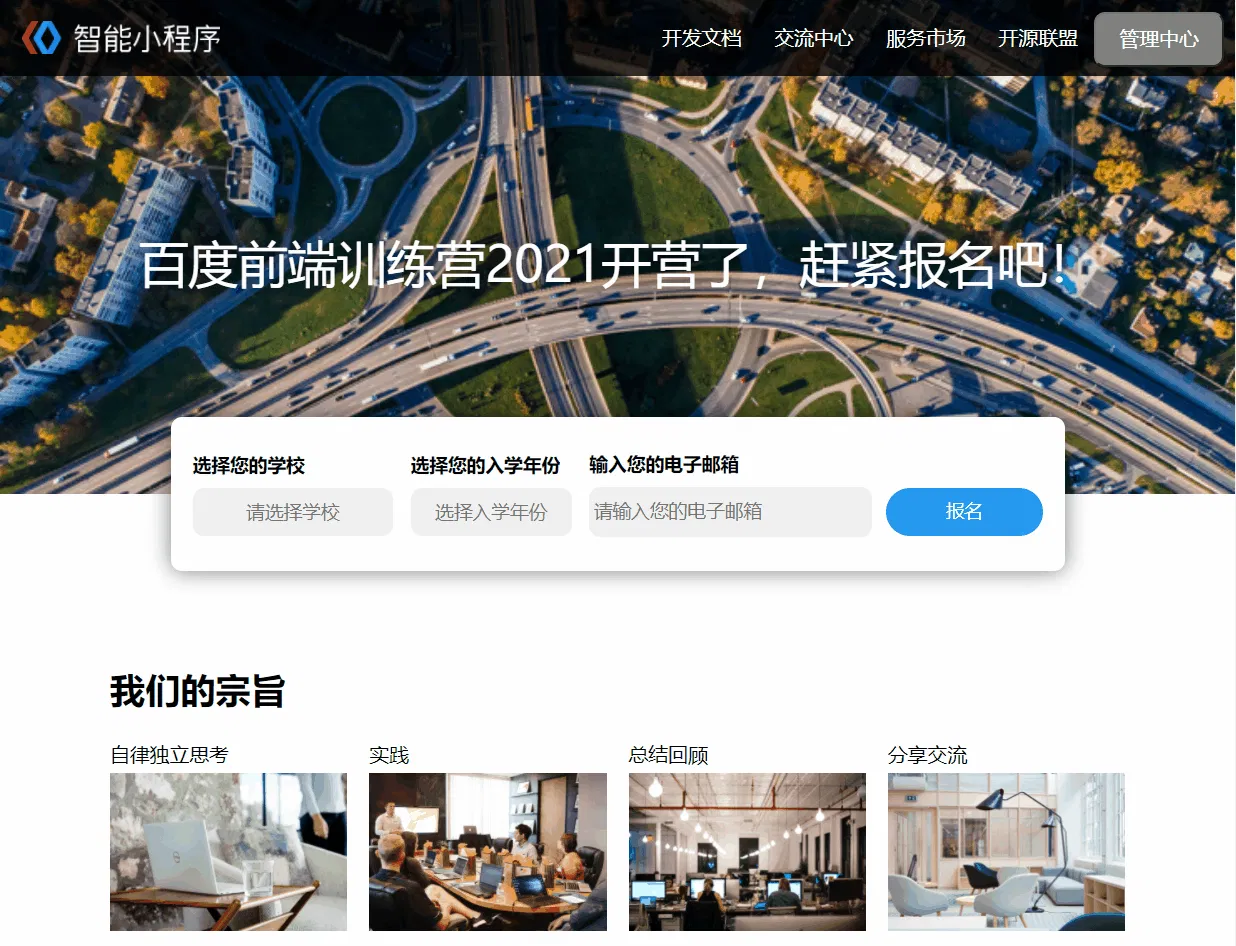 智能小程序
开发文档 交流中心 服务市场 开源联盟 管理中心
百度前端训练营2021开营了，赶紧报名吧！
选择您的学校 选择您的入学年份 输入您的电子邮箱
请选择学校 选择入学年份 请输入您的电子邮箱 报名
我们的宗旨
自律独立思考 实践 总结回顾 分享交流